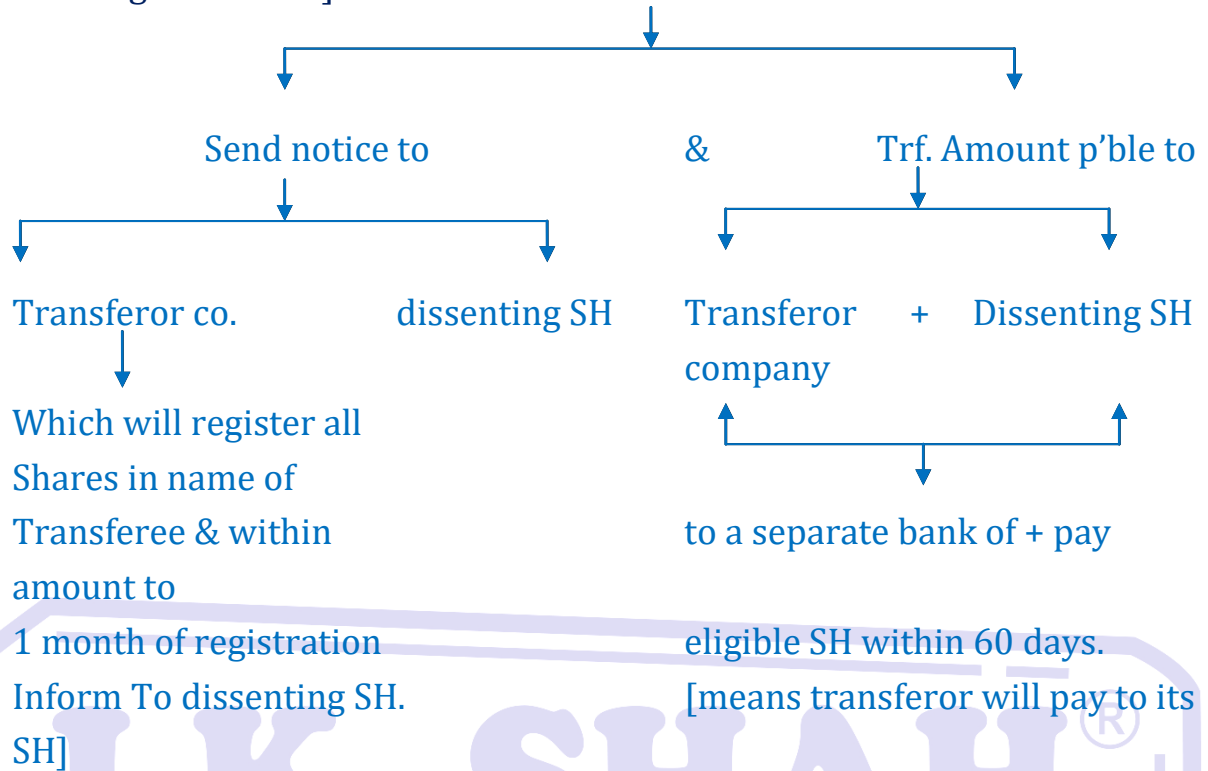 Send notice to & Trf. Amount p’ble to
Transferor co. dissenting SH Transferor + Dissenting SH
company
Which will register all
Shares in name of
Transferee & within to a separate bank of + pay
amount to
1 month of registration eligible SH within 60 days.
Inform To dissenting SH. [means transferor will pay to its
SH]
J.K. SHAH®